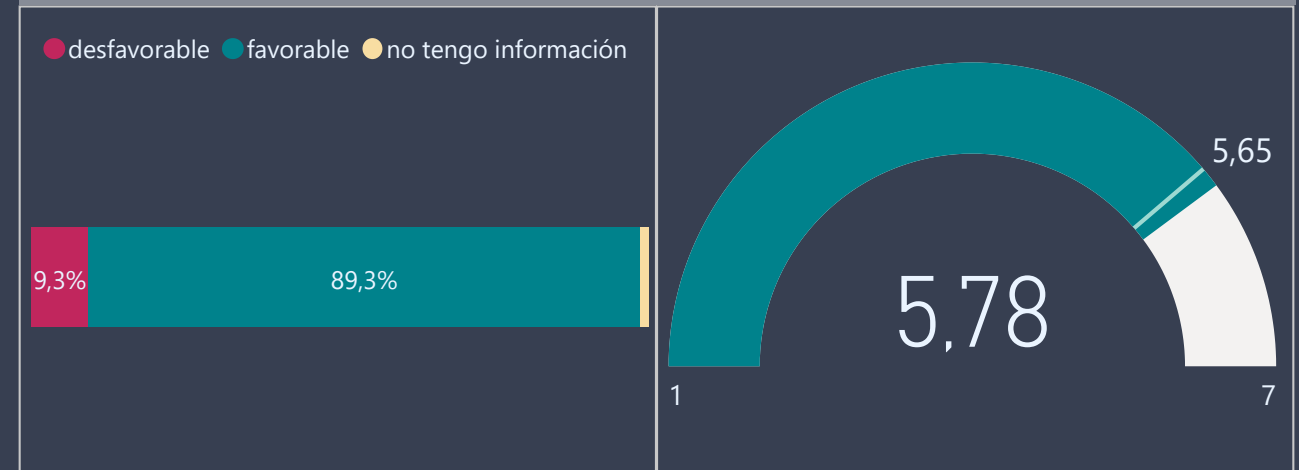 desfavorable favorable no tengo información
9,3% 89,3%
5,65
5,78
1 7